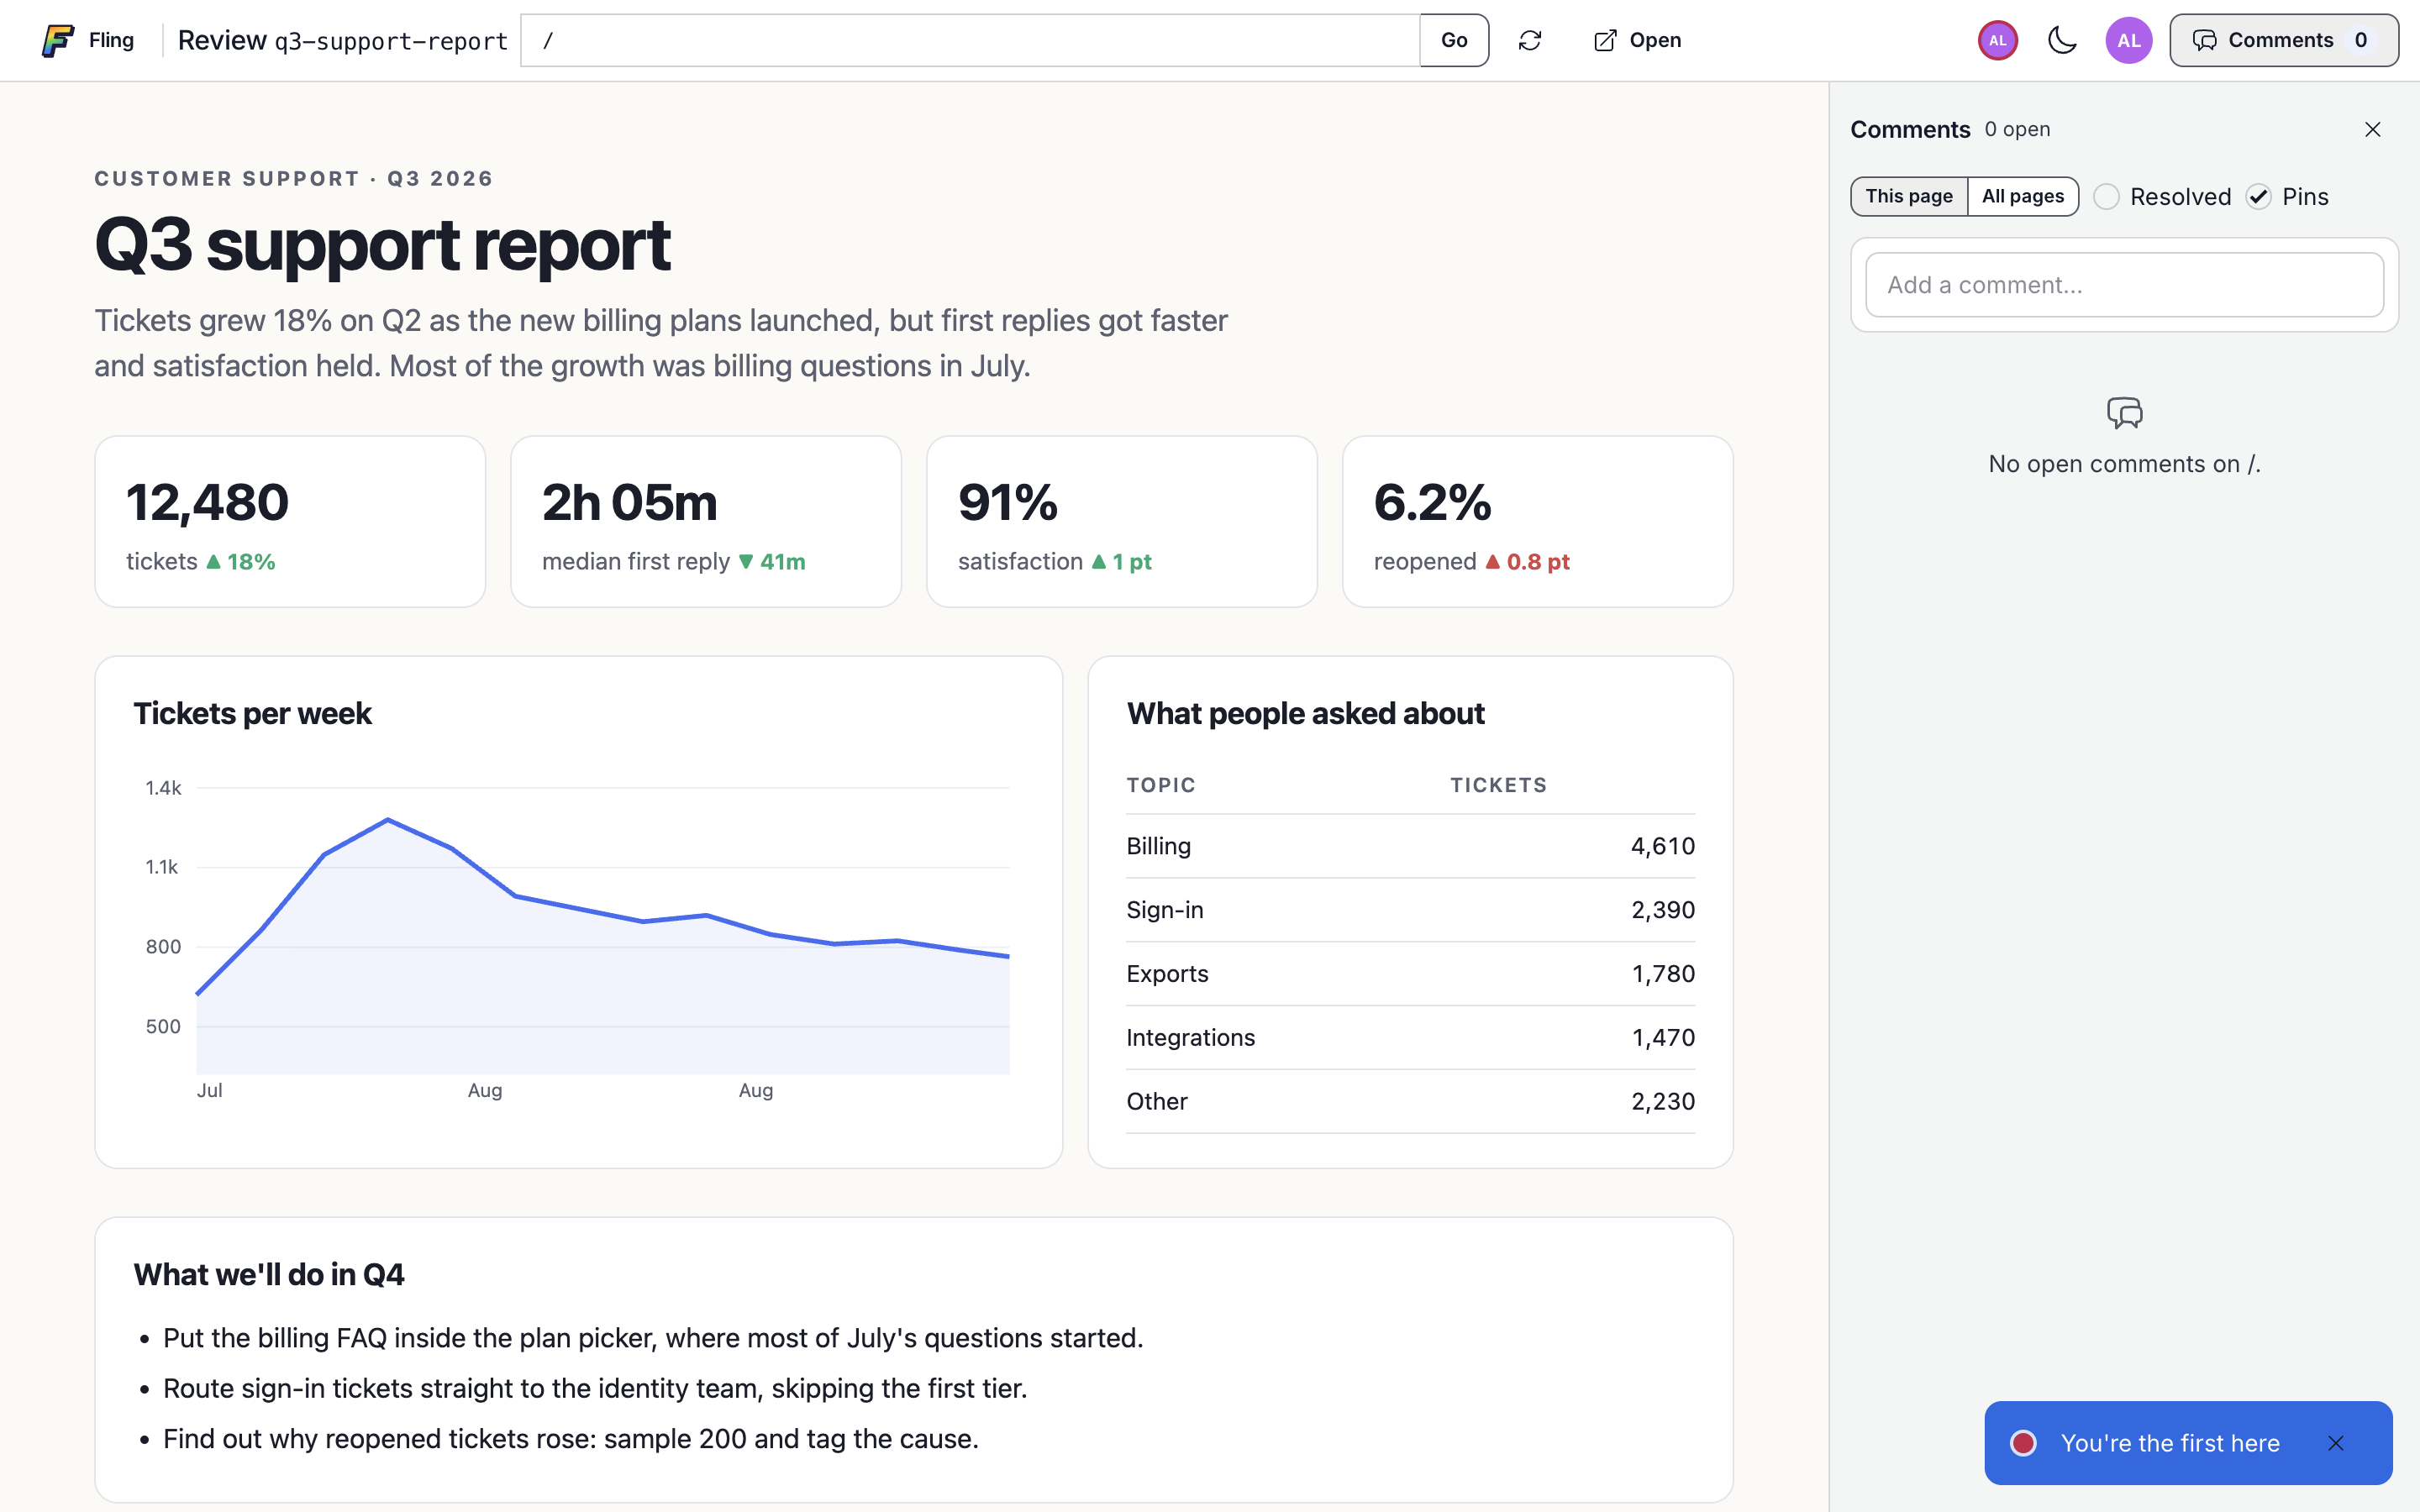 Fling
Review q3-support-report
/
Go
Open
AL
AL
Comments 0
CUSTOMER SUPPORT · Q3 2026
Q3 support report
Tickets grew 18% on Q2 as the new billing plans launched, but first replies got faster
and satisfaction held. Most of the growth was billing questions in July.
12,480
tickets ▲ 18%
2h 05m
median first reply ▼ 41m
91%
satisfaction ▲ 1 pt
6.2%
reopened ▲ 0.8 pt
Tickets per week
1.4k
1.1k
800
500
Jul Aug Aug
What people asked about
TOPIC TICKETS
Billing 4,610
Sign-in 2,390
Exports 1,780
Integrations 1,470
Other 2,230
What we'll do in Q4
• Put the billing FAQ inside the plan picker, where most of July's questions started.
• Route sign-in tickets straight to the identity team, skipping the first tier.
• Find out why reopened tickets rose: sample 200 and tag the cause.
Comments 0 open
This page All pages Resolved Pins
Add a comment...
No open comments on /.
You're the first here